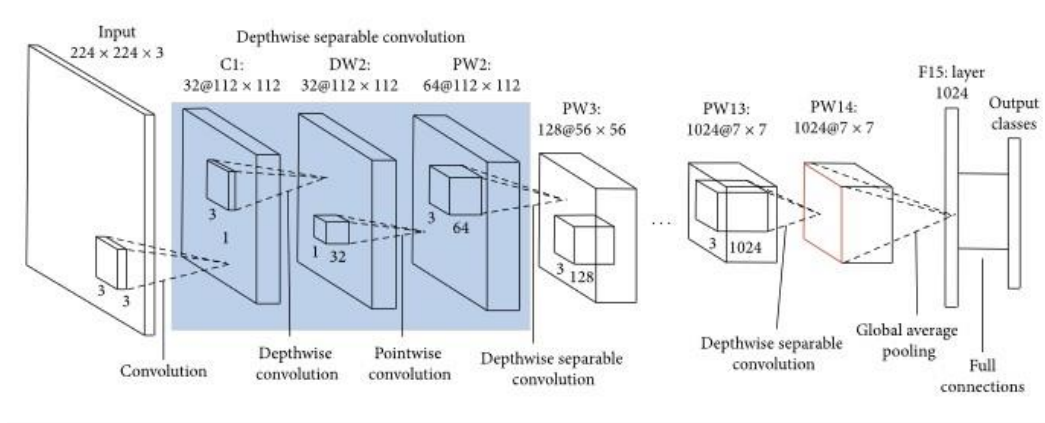 Input
224 × 224 × 3
Depthwise separable convolution
C1:
32@112 × 112
DW2:
32@112 × 112
PW2:
64@112 × 112
PW3:
128@56 × 56
PW13:
1024@7 × 7
PW14:
1024@7 × 7
F15: layer
1024
Output
classes
3
3
3
1
1
32
3
64
3
128
...
3
1024
Convolution
Depthwise
convolution
Pointwise
convolution
Depthwise separable
convolution
Depthwise separable
convolution
Global average
pooling
Full
connections